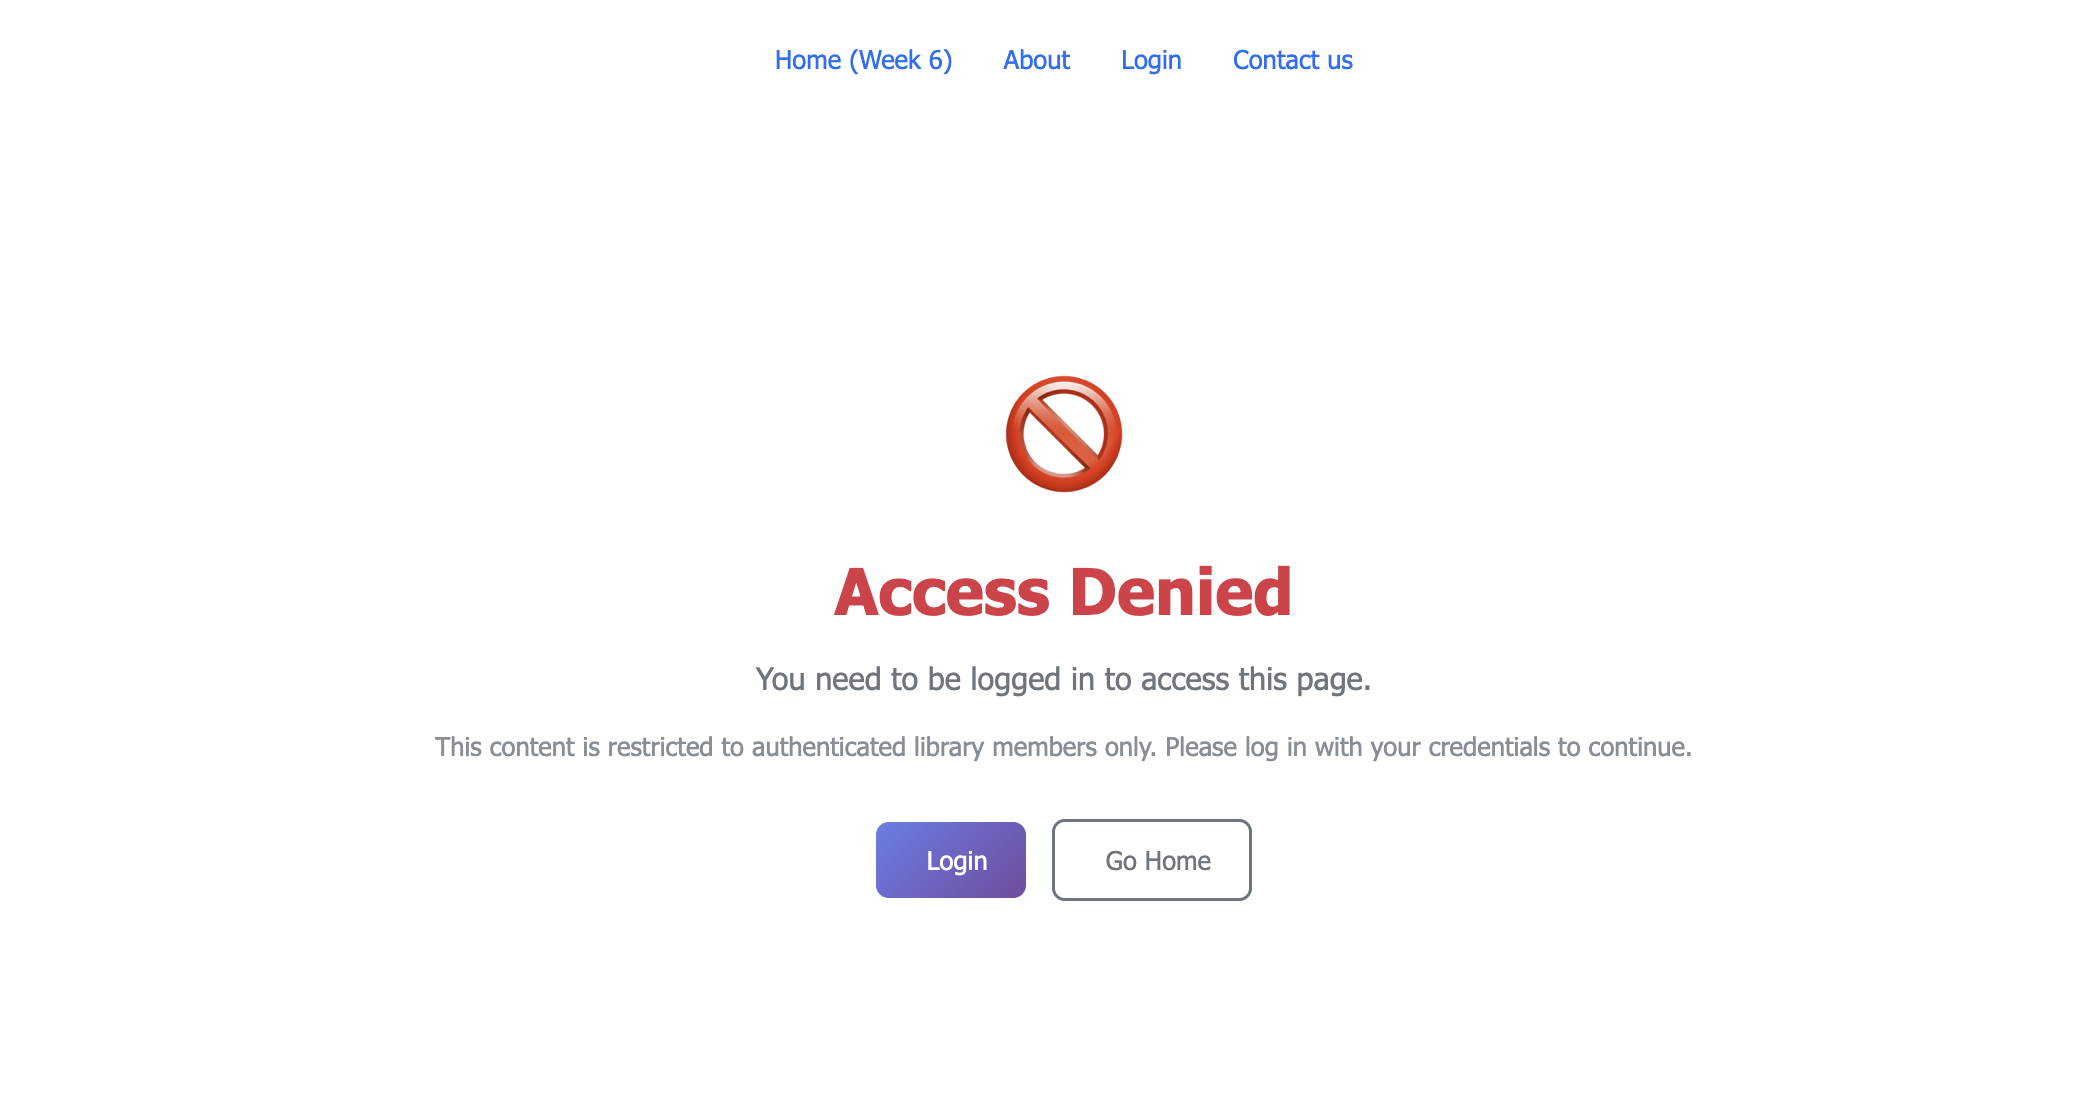 Home (Week 6) About Login Contact us
Access Denied
You need to be logged in to access this page.
This content is restricted to authenticated library members only. Please log in with your credentials to continue.
Login Go Home